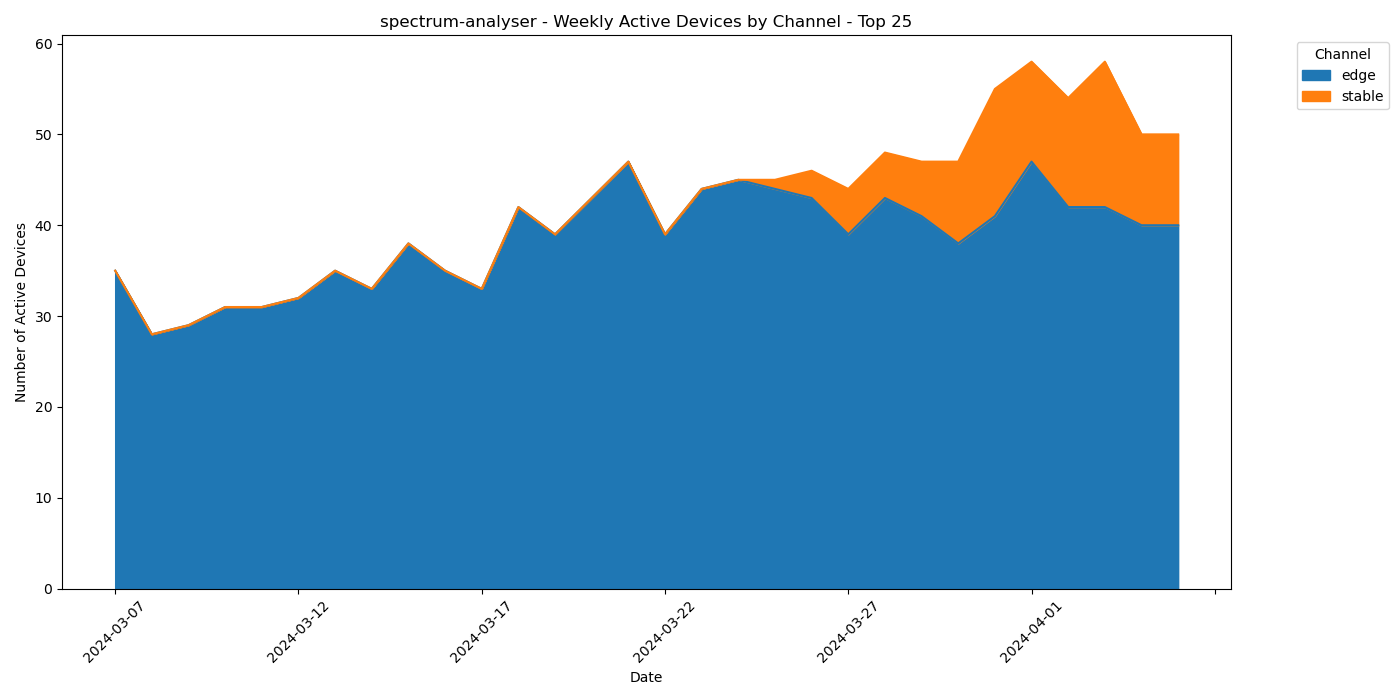 spectrum-analyser - Weekly Active Devices by Channel - Top 25
60
50
40
30
20
10
0
Number of Active Devices
2024-03-07
2024-03-12
2024-03-17
2024-03-22
2024-03-27
2024-04-01
Date
Channel
edge
stable